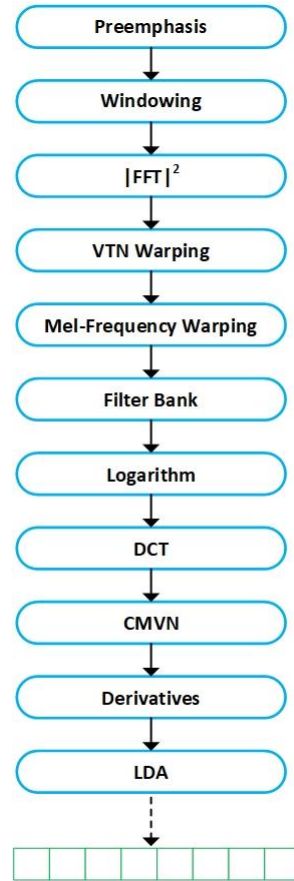 Preemphasis
Windowing
|FFT|²
VTN Warping
Mel-Frequency Warping
Filter Bank
Logarithm
DCT
CMVN
Derivatives
LDA